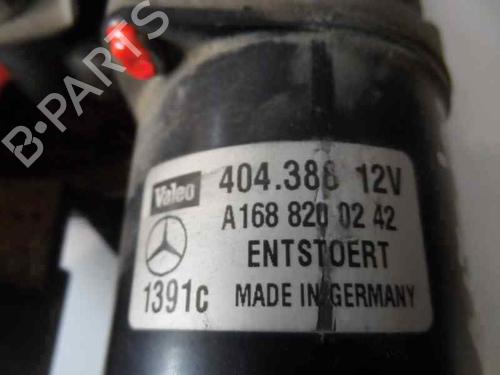 B-PARTS
Valeo 404.388 12V
A168 820 02 42
ENTSTOERT
1391c MADE IN GERMANY